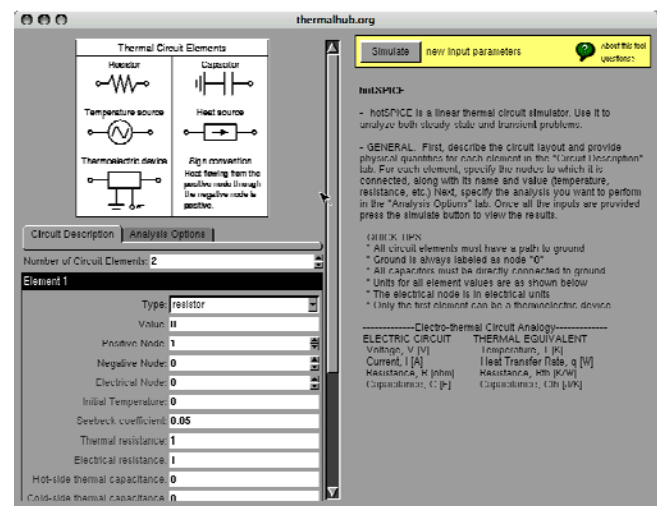 thermalhub.org
Thermal Circuit Elements
Resistor
Capacitor
Temperature source
Heat source
Thermoelectric device
Sign convention
Heat flowing from the
positive node through
the negative node is
positive.
Circuit Description
Analysis Options
Number of Circuit Elements: 2
Element 1
Type: resistor
Value:
Positive Node: 1
Negative Node: 0
Electrical Node: 0
Initial Temperature: 0
Seebeck coefficient: 0.05
Thermal resistance: 1
Electrical resistance:
Hot-side thermal capacitance: 0
Cold-side thermal capacitance: 0
Simulate
new input parameters
About this tool
Questions?
hotSPICE
- hotSPICE is a linear thermal circuit simulator. Use it to
analyze both steady-state and transient problems.
- GENERAL. First, describe the circuit layout and provide
physical quantities for each element in the "Circuit Description"
tab. For each element, specify the nodes to which it is
connected, along with its name and value (temperature,
resistance, etc.) Next, specify the analysis you want to perform
in the "Analysis Options" tab. Once all the inputs are provided
press the simulate button to view the results.
QUICK TIPS
* All circuit elements must have a path to ground
* Ground is always labeled as node "0"
* All capacitors must be directly connected to ground
* Units for all element values are as shown below
* The electrical node is in electrical units
* Only the first element can be a thermoelectric device
--------------Electro-thermal Circuit Analogy--------------
ELECTRIC CIRCUIT THERMAL EQUIVALENT
Voltage, V [V] Temperature, T [K]
Current, I [A] Heat Transfer Rate, q [W]
Resistance, R [ohm] Resistance, Rth [K/W]
Capacitance, C [F] Capacitance, Cth [J/K]